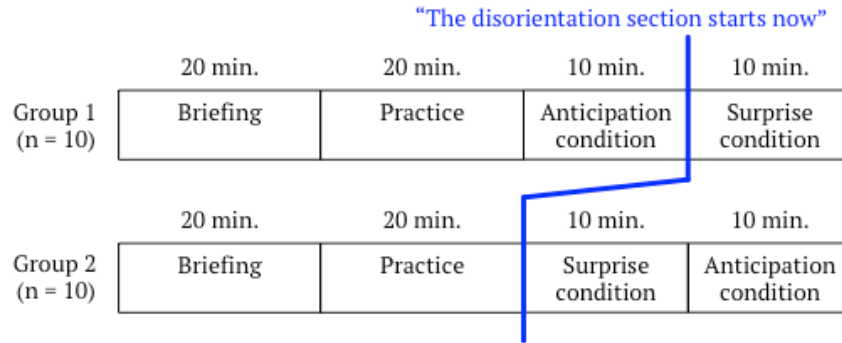 “The disorientation section starts now”
20 min. 20 min. 10 min. 10 min.
Group 1 Briefing Practice Anticipation Surprise
(n = 10) condition condition
20 min. 20 min. 10 min. 10 min.
Group 2 Briefing Practice Surprise Anticipation
(n = 10) condition condition